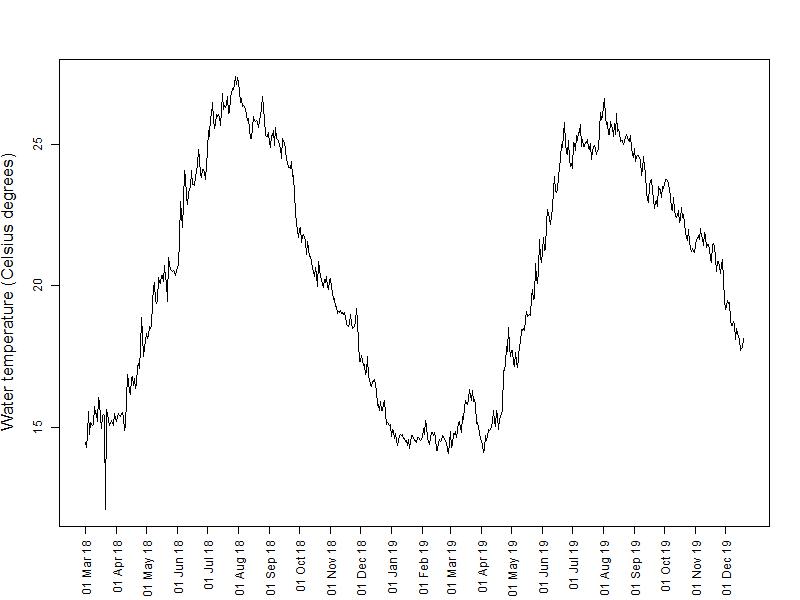 Water temperature (Celsius degrees)
25
20
15
01 Mar 18
01 Apr 18
01 May 18
01 Jun 18
01 Jul 18
01 Aug 18
01 Sep 18
01 Oct 18
01 Nov 18
01 Dec 18
01 Jan 19
01 Feb 19
01 Mar 19
01 Apr 19
01 May 19
01 Jun 19
01 Jul 19
01 Aug 19
01 Sep 19
01 Oct 19
01 Nov 19
01 Dec 19